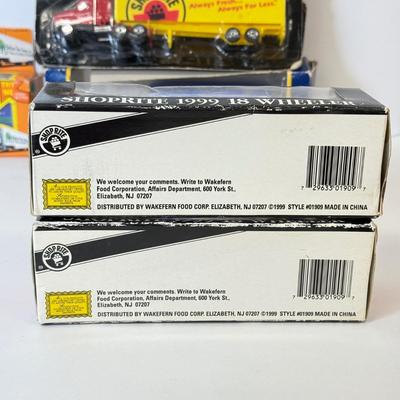 SHOPRITE
Always Fresh...
Always For Less.
SHOPRITE 1999 18 WHEELER
SHOPRITE
We welcome your comments. Write to Wakefern
Food Corporation, Affairs Department, 600 York St.,
Elizabeth, NJ 07207
DISTRIBUTED BY WAKEFERN FOOD CORP. ELIZABETH, NJ 07207 ©1999 STYLE #01909 MADE IN CHINA
7 29633 01909 7
SHOPRITE
We welcome your comments. Write to Wakefern
Food Corporation, Affairs Department, 600 York St.,
Elizabeth, NJ 07207
DISTRIBUTED BY WAKEFERN FOOD CORP. ELIZABETH, NJ 07207 ©1999 STYLE #01909 MADE IN CHINA
7 29633 01909 7